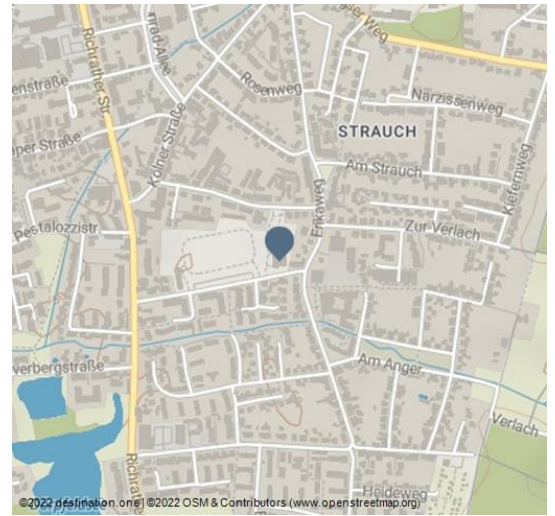 Richrather Str.
Kölner Straße
Rosenweg
Narzissenweg
STRAUCH
Am Strauch
Kiefernweg
Erikaweg
Zur Verlach
Pestalozzistr.
Am Anger
Verlach
Heideweg
©2022 destination.one | ©2022 OSM & Contributors (www.openstreetmap.org)